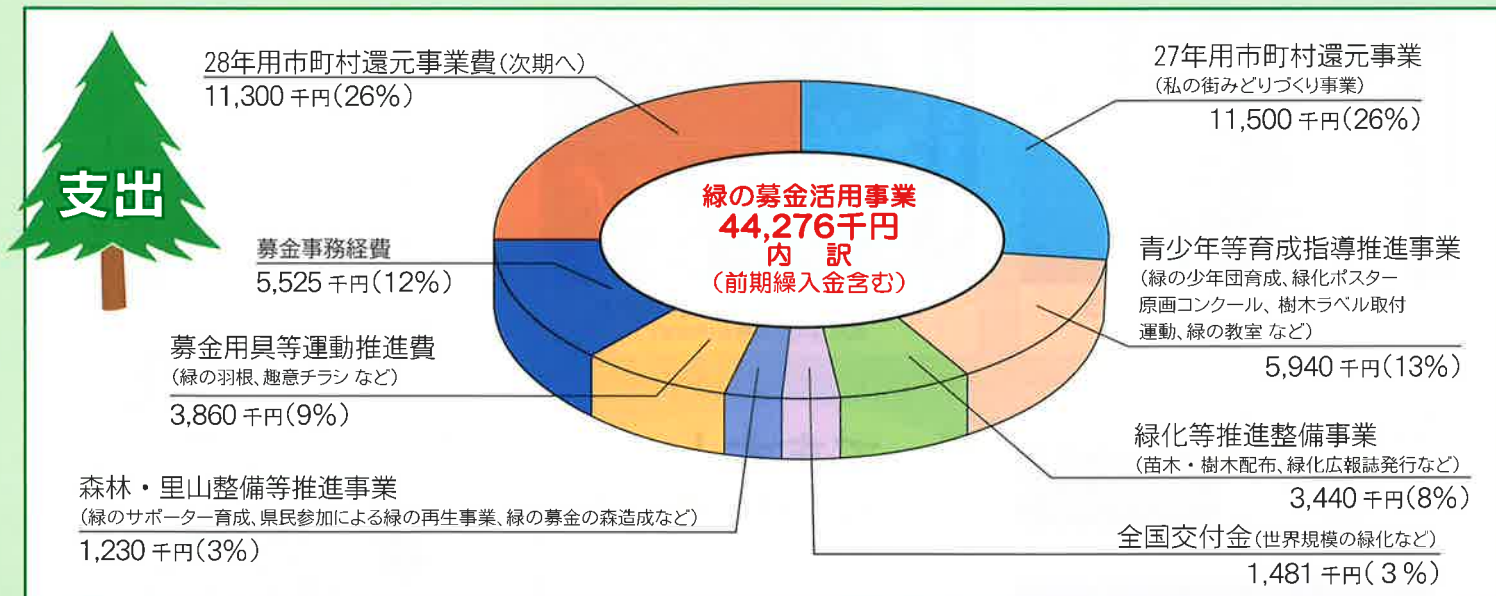 支出
28年用市町村還元事業費(次期へ)
11,300 千円(26%)
27年用市町村還元事業
(私の街みどりづくり事業)
11,500 千円(26%)
緑の募金活用事業
44,276千円
内 訳
(前期繰入金含む)
募金事務経費
5,525 千円(12%)
青少年等育成指導推進事業
(緑の少年団育成、緑化ポスター
原画コンクール、樹木ラベル取付
運動、緑の教室 など)
5,940 千円(13%)
募金用具等運動推進費
(緑の羽根、趣意チラシ など)
3,860 千円(9%)
緑化等推進整備事業
(苗木・樹木配布、緑化広報誌発行など)
3,440 千円(8%)
森林・里山整備等推進事業
(緑のサポーター育成、県民参加による緑の再生事業、緑の募金の森造成など)
1,230 千円(3%)
全国交付金(世界規模の緑化など)
1,481 千円( 3 %)